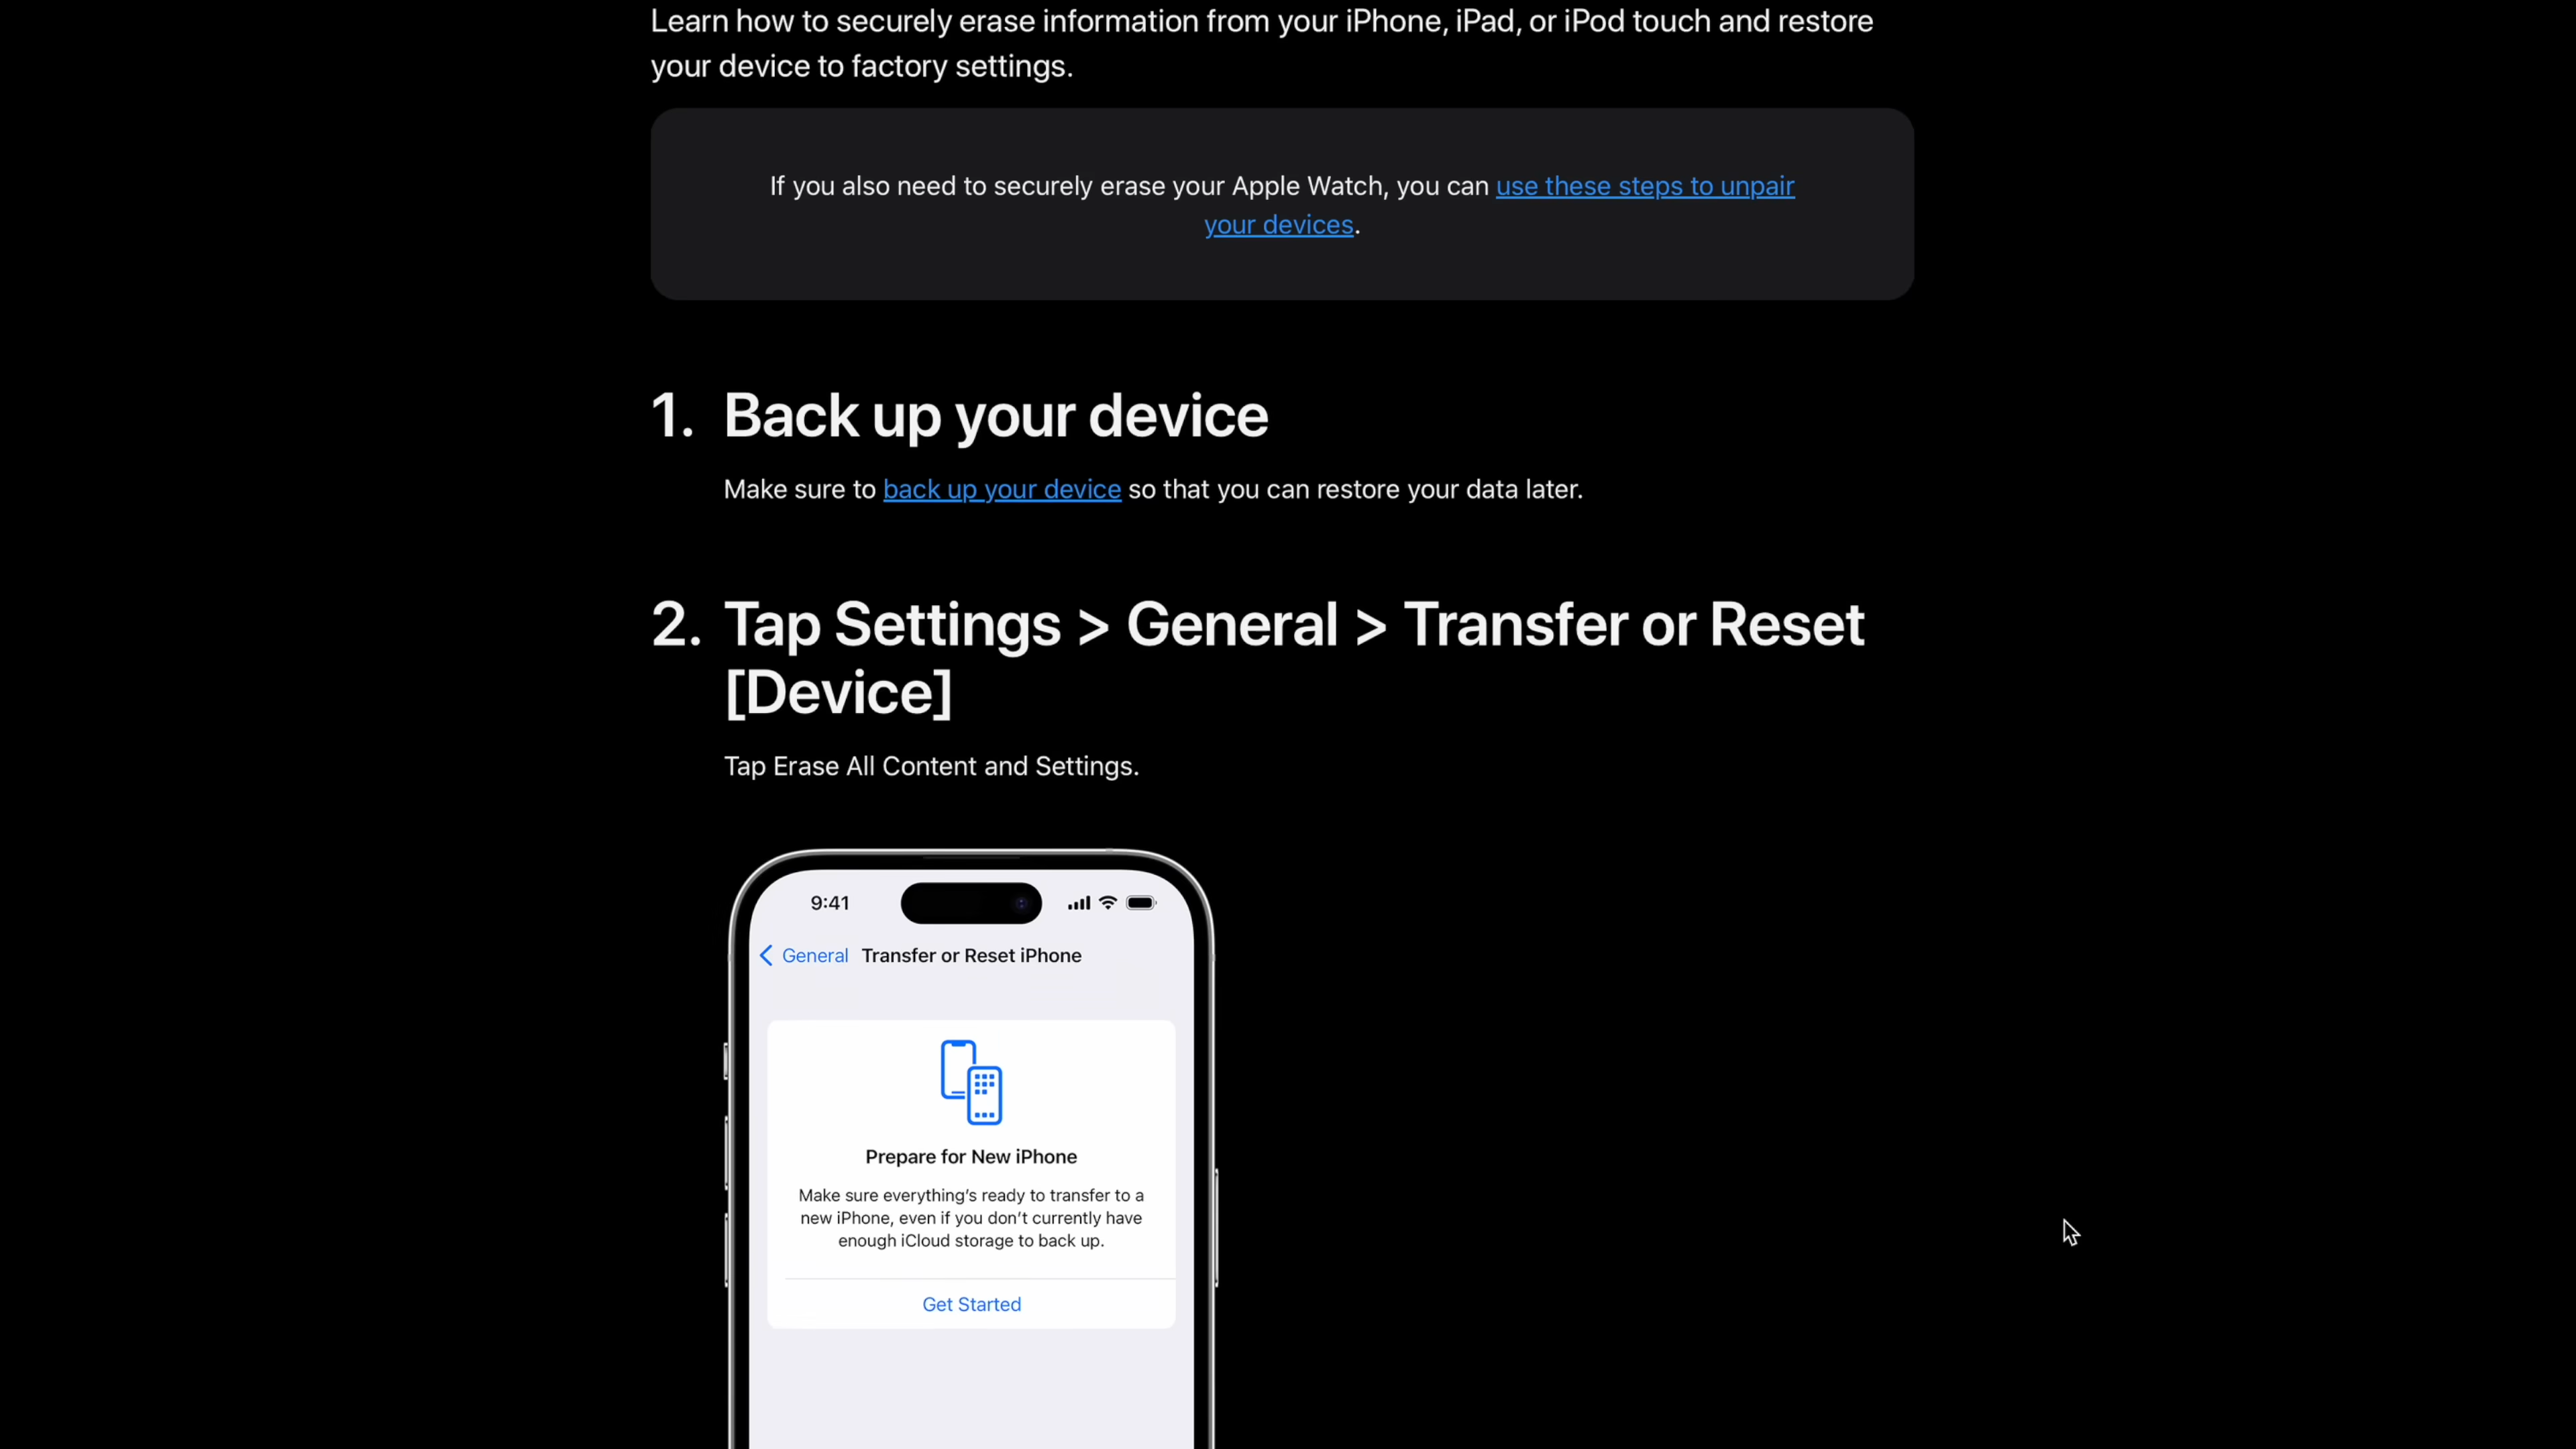 Learn how to securely erase information from your iPhone, iPad, or iPod touch and restore
your device to factory settings.
If you also need to securely erase your Apple Watch, you can use these steps to unpair
your devices.
1. Back up your device
Make sure to back up your device so that you can restore your data later.
2. Tap Settings > General > Transfer or Reset
[Device]
Tap Erase All Content and Settings.
9:41
General Transfer or Reset iPhone
Prepare for New iPhone
Make sure everything’s ready to transfer to a
new iPhone, even if you don’t currently have
enough iCloud storage to back up.
Get Started